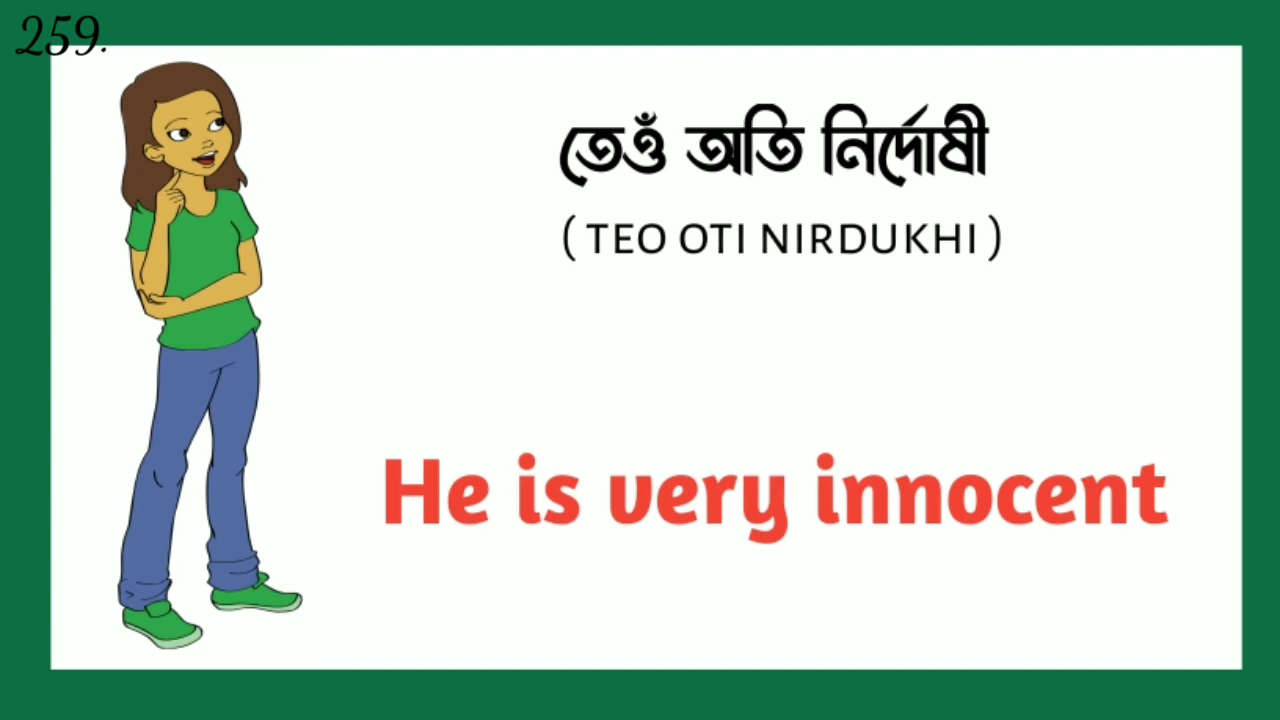 259.
তেওঁ অতি নিৰ্দোষী
( TEO OTI NIRDUKHI )
He is very innocent